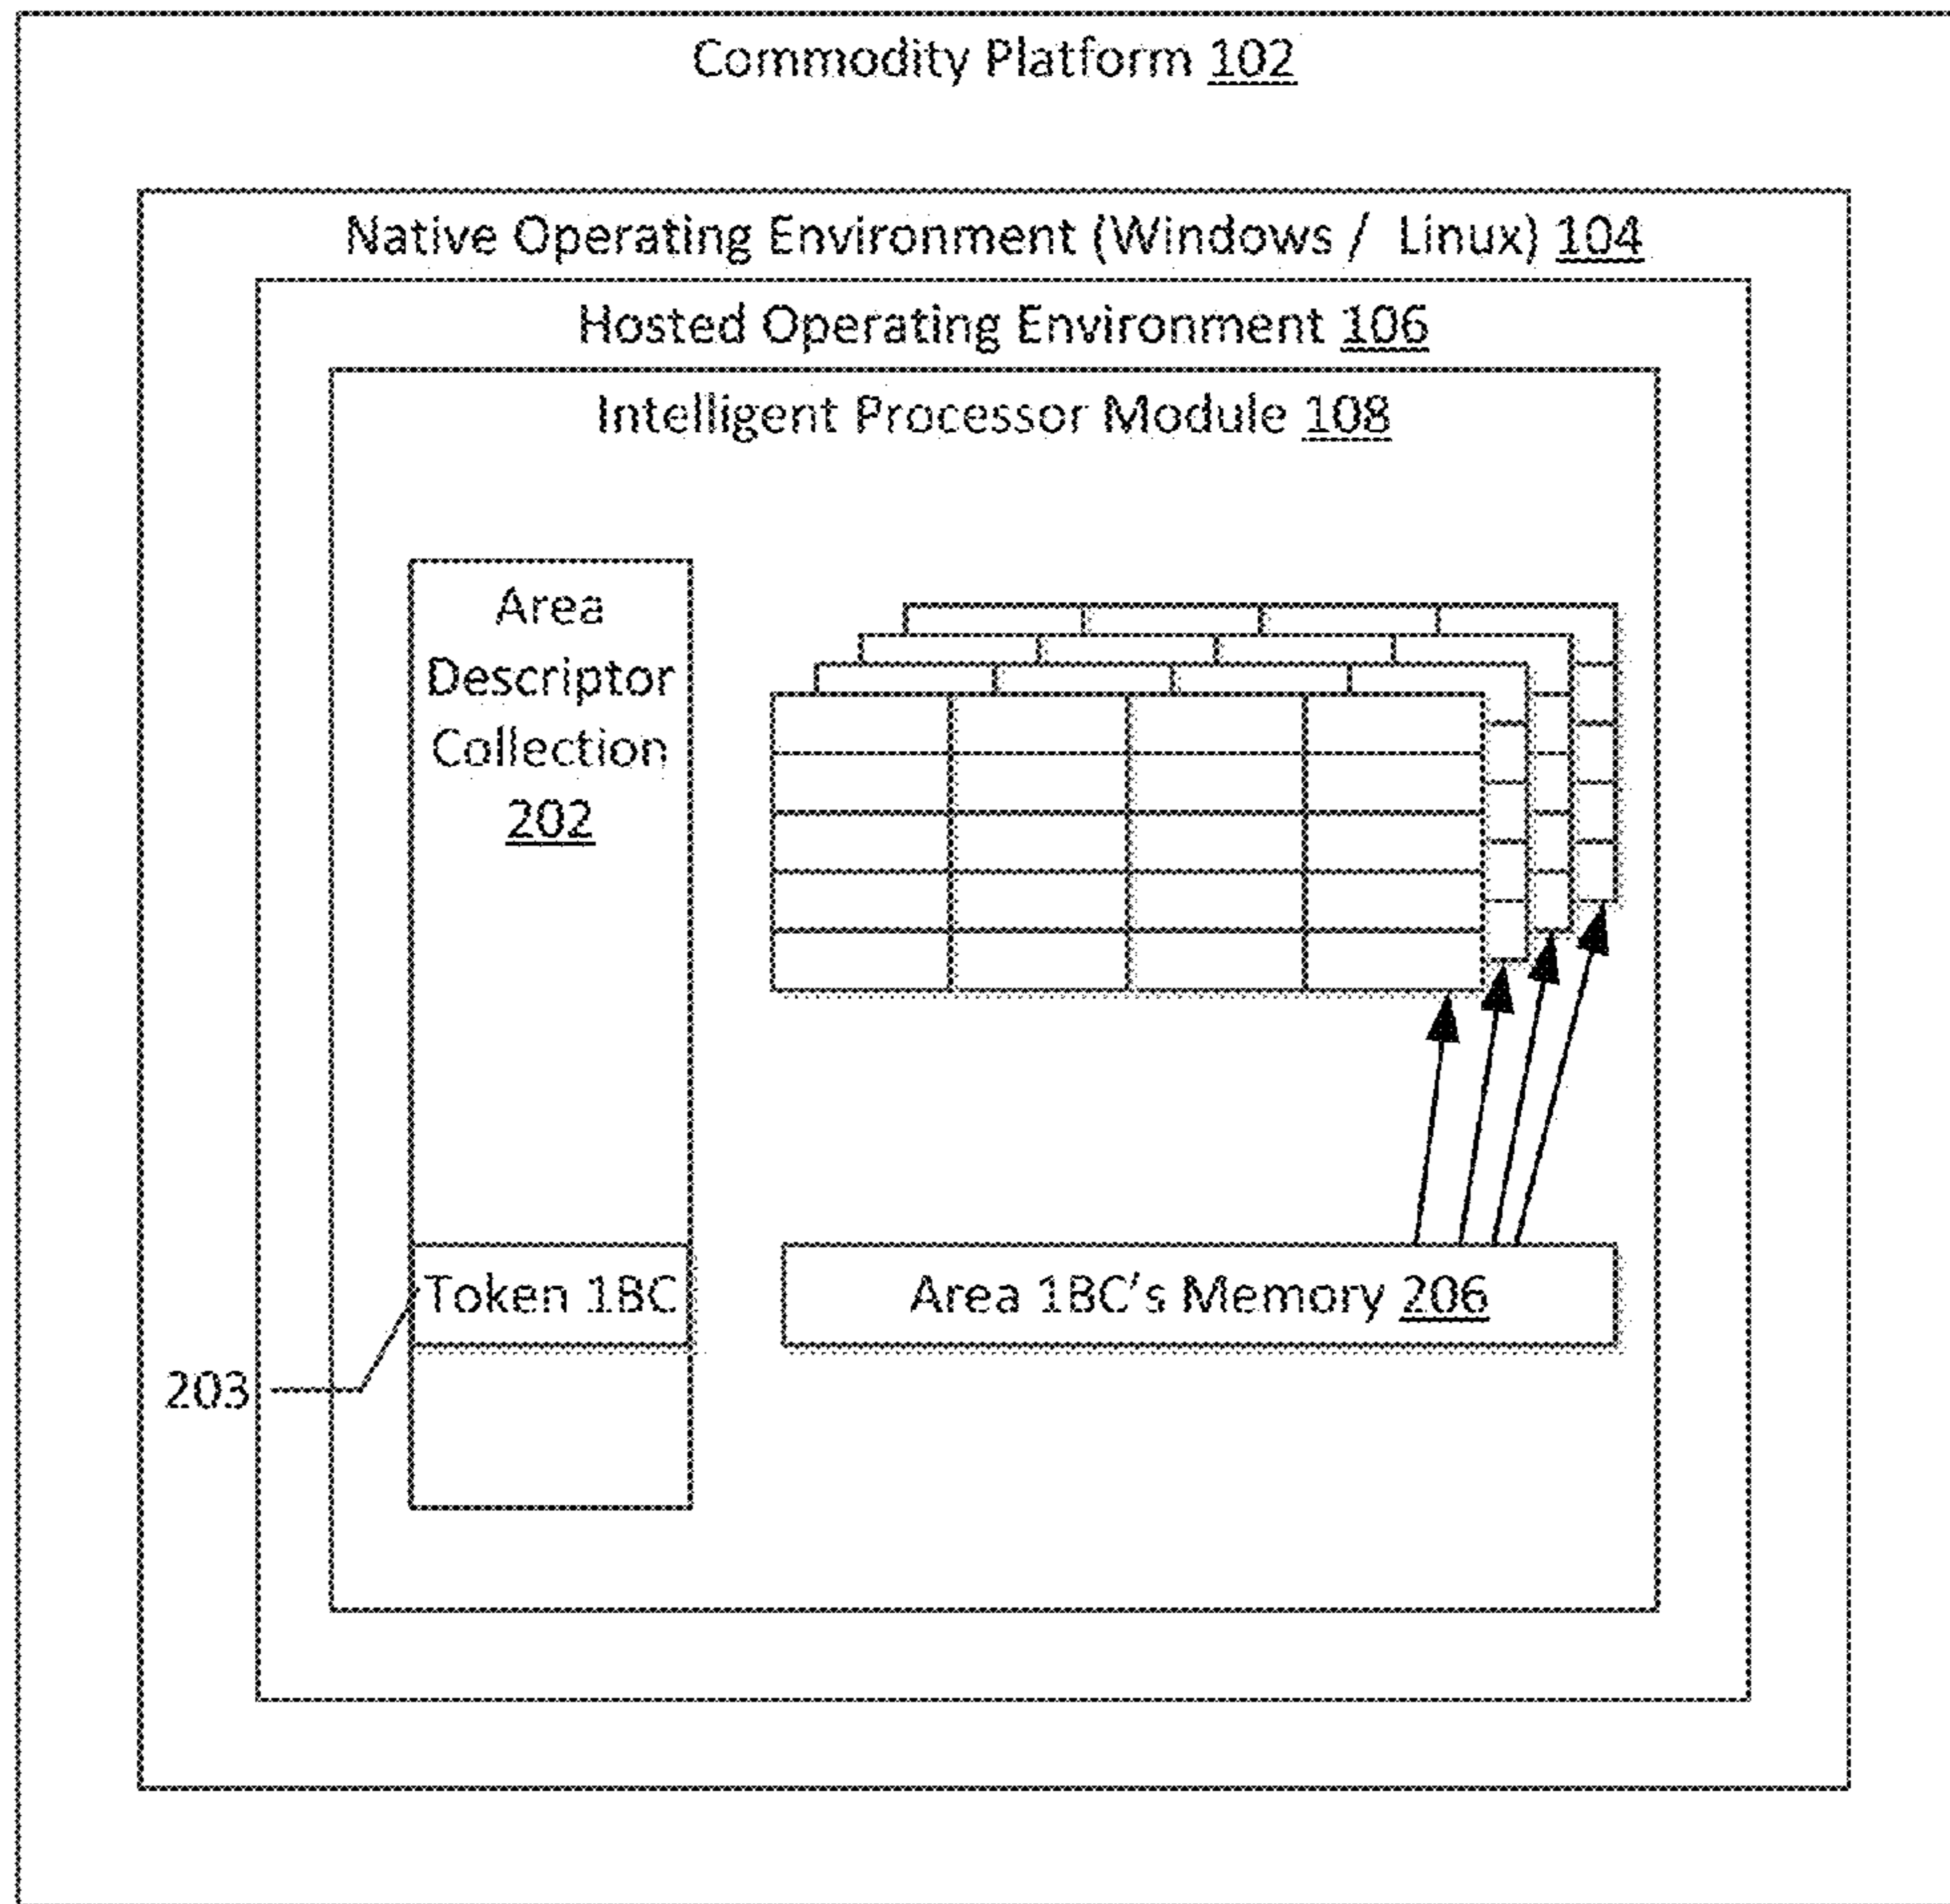 Commodity Platform 102
Native Operating Environment (Windows / Linux) 104
Hosted Operating Environment 106
Intelligent Processor Module 108
Area
Descriptor
Collection
202
Token 1BC
Area 1BC's Memory 206
203